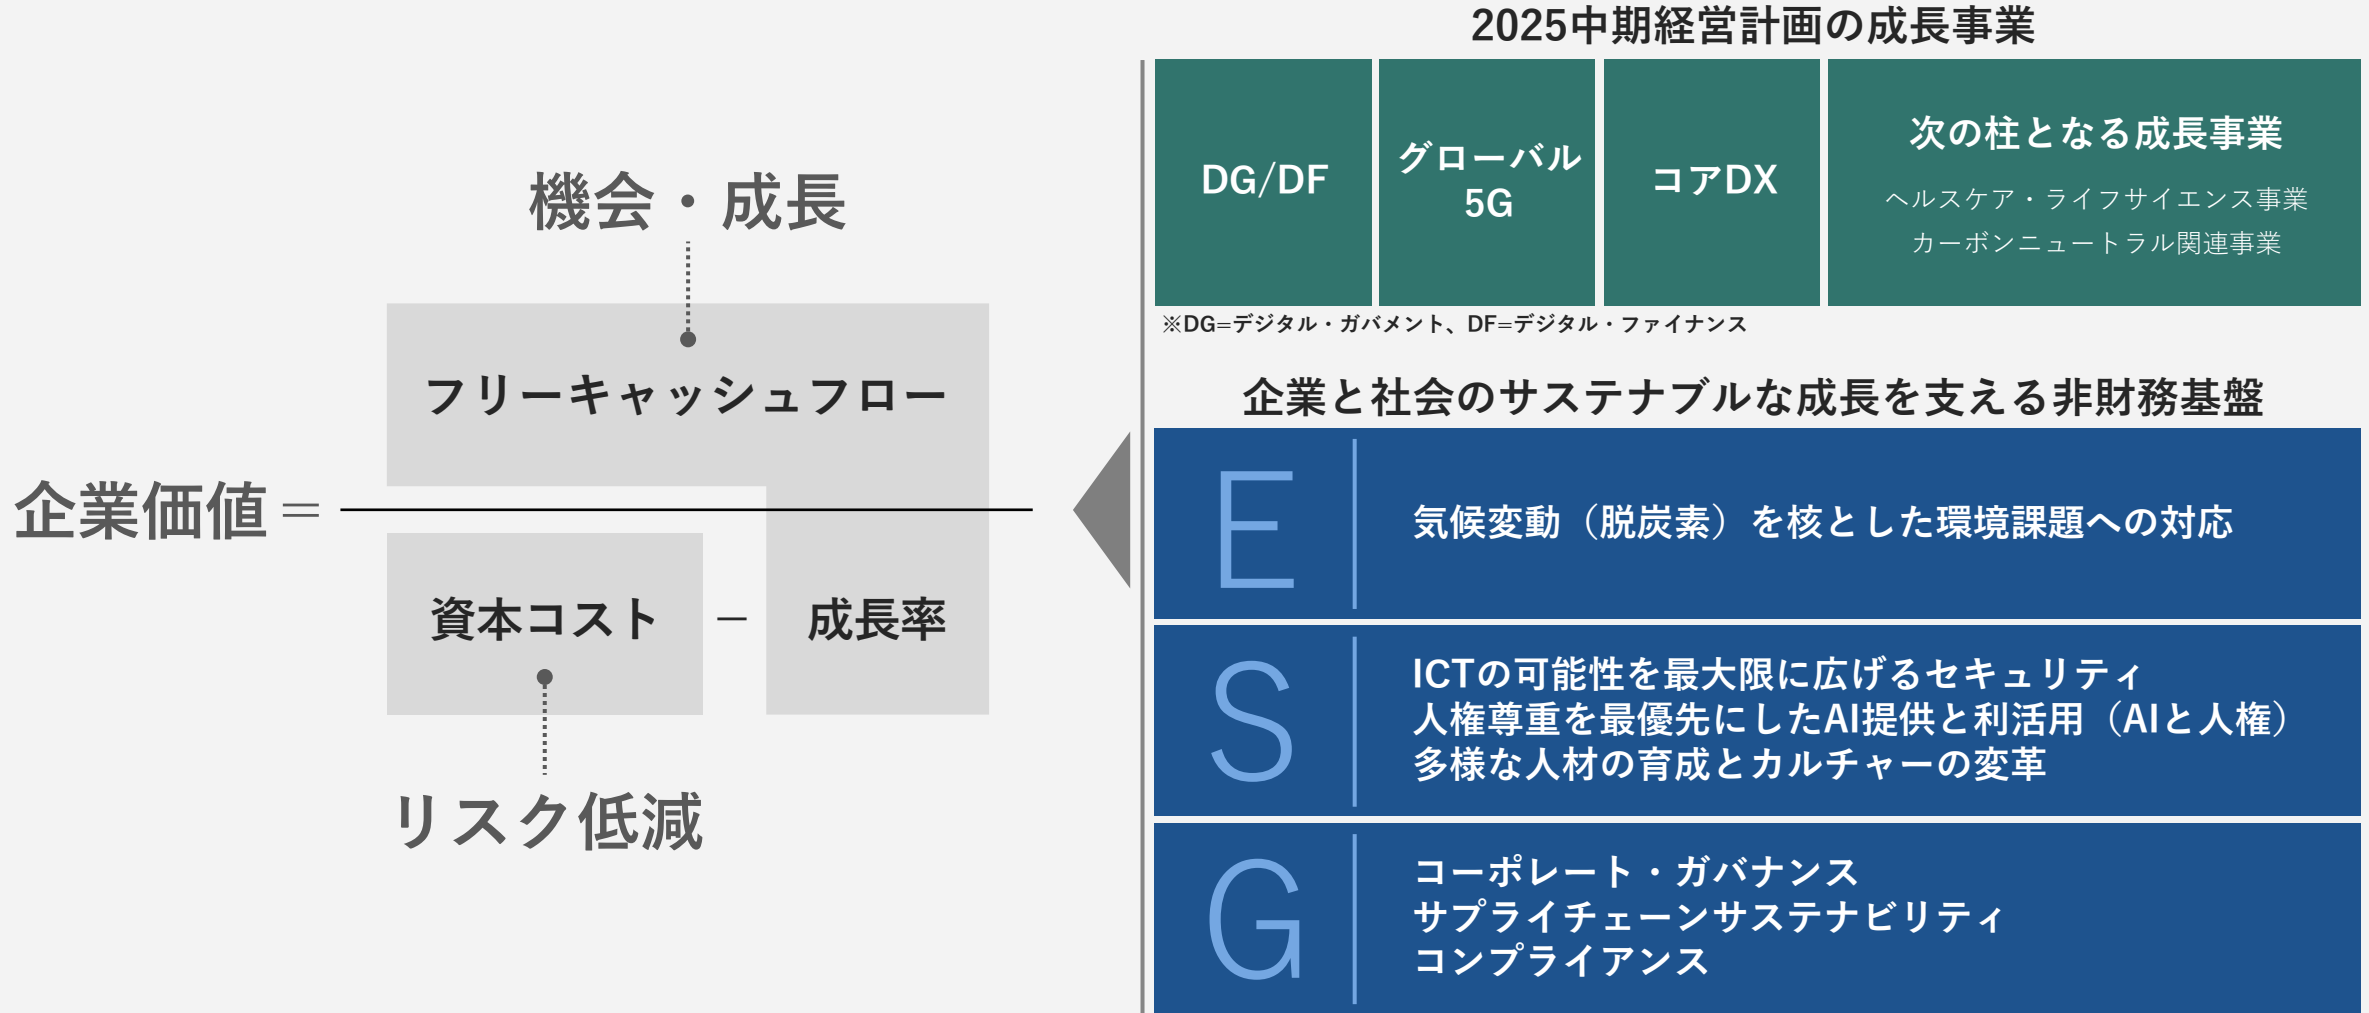 機会・成長
フリーキャッシュフロー
企業価値＝
資本コスト － 成長率
リスク低減
2025中期経営計画の成長事業
DG/DF
グローバル
5G
コアDX
次の柱となる成長事業
ヘルスケア・ライフサイエンス事業
カーボンニュートラル関連事業
※DG=デジタル・ガバメント、DF=デジタル・ファイナンス
企業と社会のサステナブルな成長を支える非財務基盤
E
気候変動（脱炭素）を核とした環境課題への対応
S
ICTの可能性を最大限に広げるセキュリティ
人権尊重を最優先にしたAI提供と利活用（AIと人権）
多様な人材の育成とカルチャーの変革
G
コーポレート・ガバナンス
サプライチェーンサステナビリティ
コンプライアンス